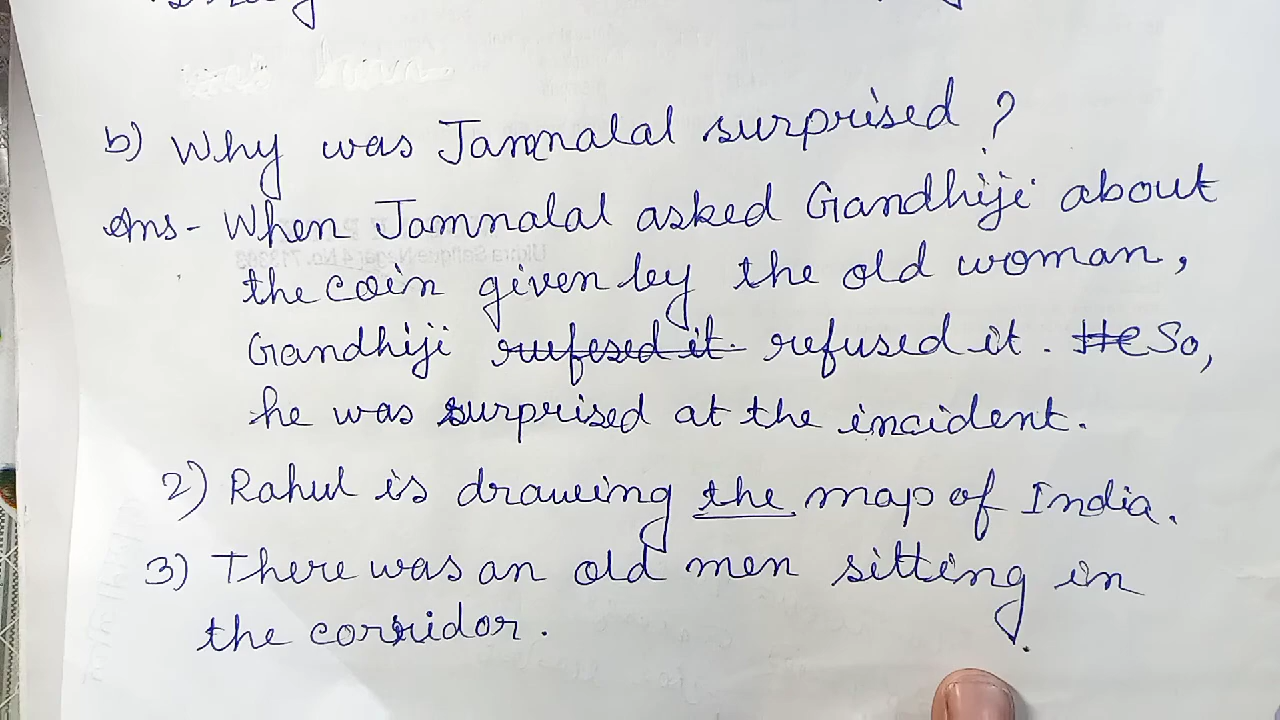 b) Why was Jamnalal surprised ?
Ans - When Jamnalal asked Gandhiji about
the coin given by the old woman,
Gandhiji rufesed it. refused it. He So,
he was surprised at the incident.
2) Rahul is drawing the map of India.
3) There was an old men sitting in
the corridor.